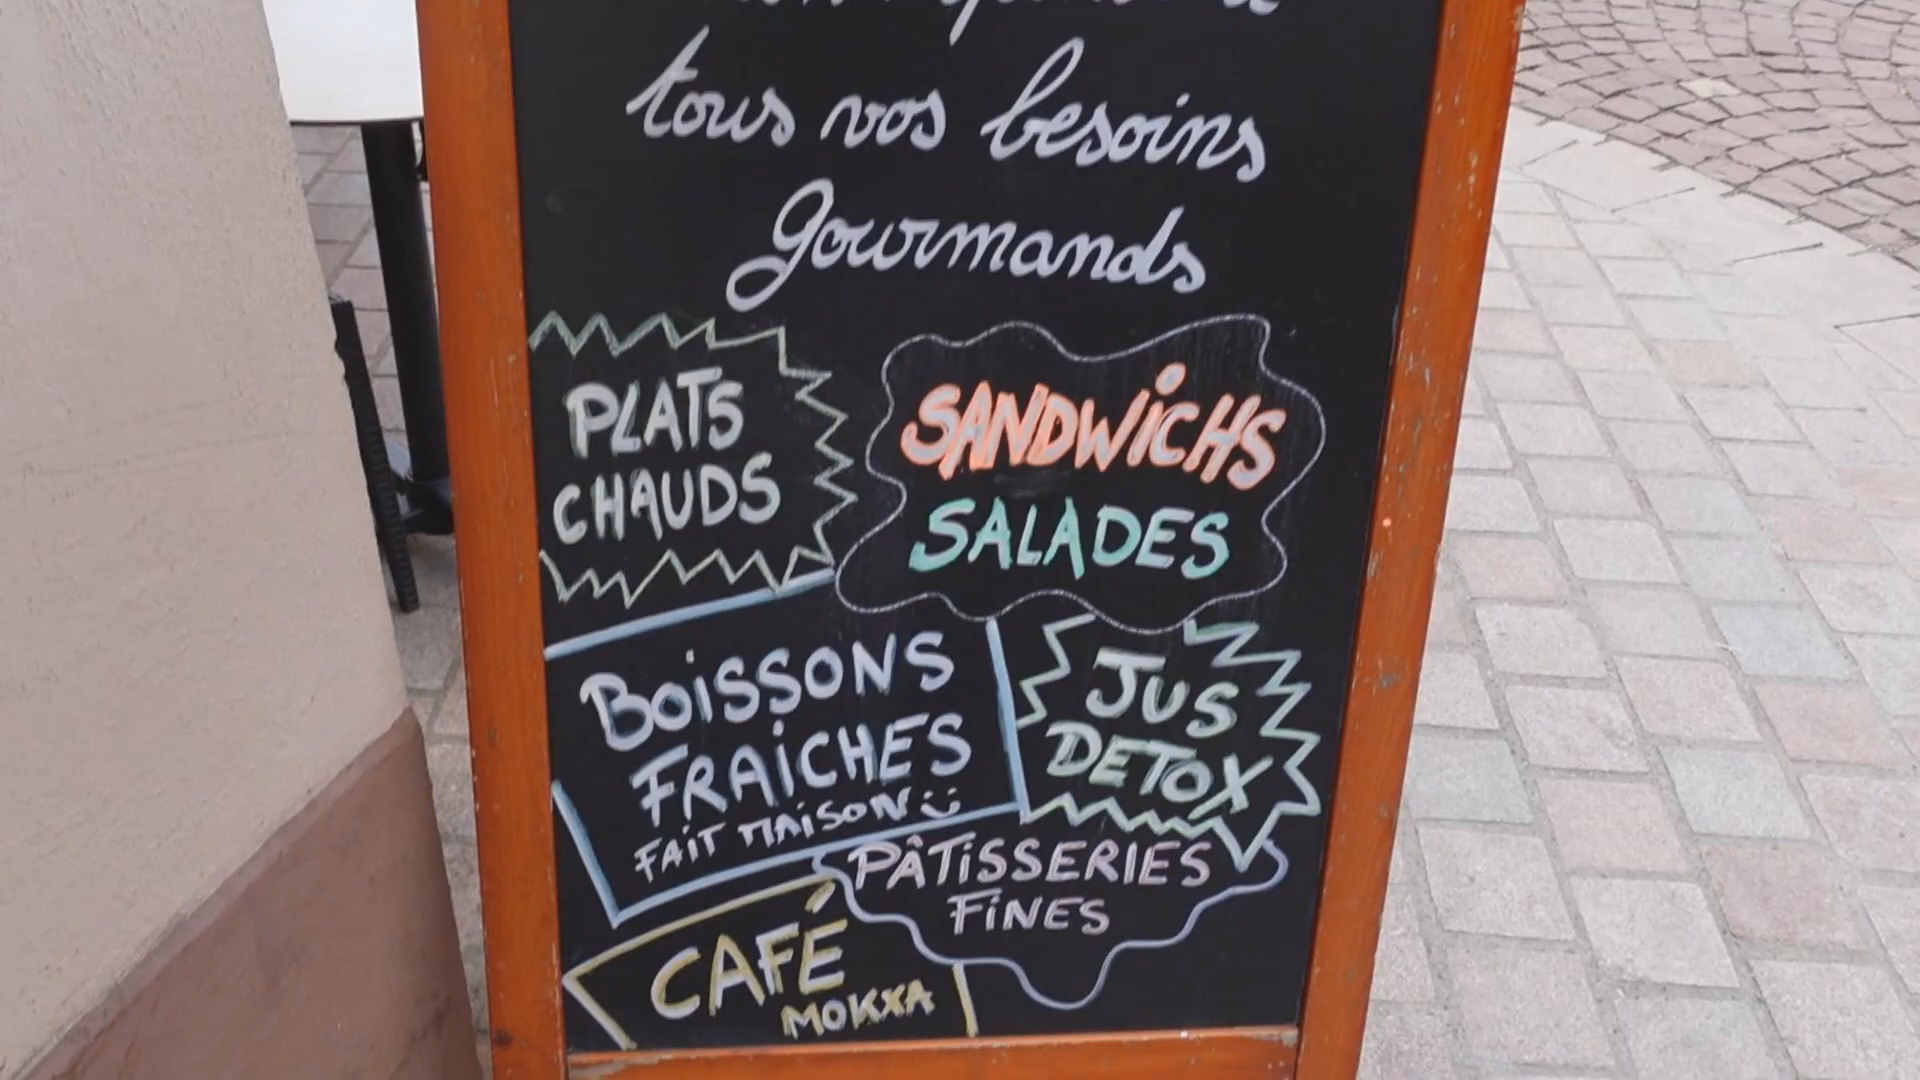 tous vos besoins
Gourmands
PLATS
CHAUDS
SANDWiCHS
SALADES
BOiSSONS
FRAiCHES
FAiT MAiSON
JUS
DETOX
PÂTiSSERIES
FiNES
CAFÉ
MOKXA